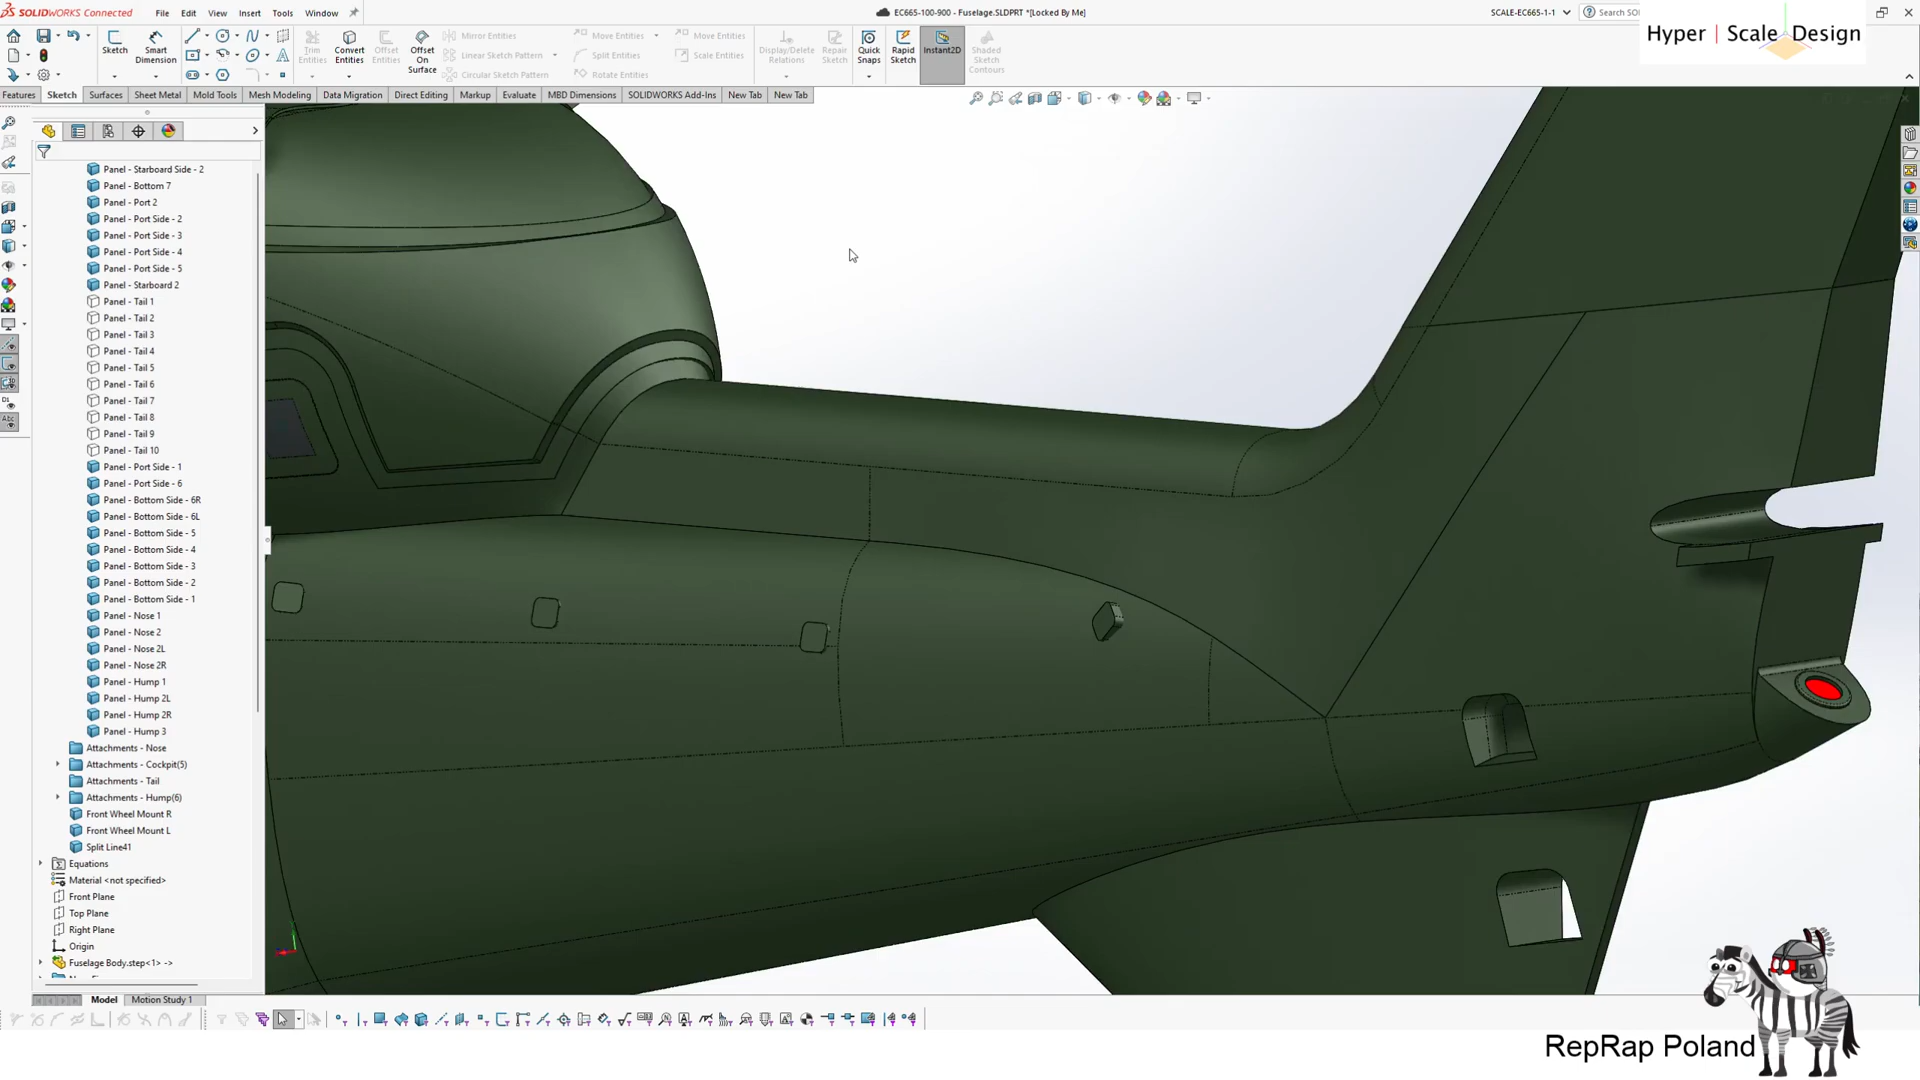 SOLIDWORKS Connected
File Edit View Insert Tools Window
EC665-100-900 - Fuselage.SLDPRT *[Locked By Me]
SCALE-EC665-1-1
Search SO
Hyper | Scale Design
Sketch
Smart Dimension
Trim Entities
Convert Entities
Offset Entities
Offset On Surface
Mirror Entities
Linear Sketch Pattern
Circular Sketch Pattern
Move Entities
Split Entities
Rotate Entities
Move Entities
Scale Entities
Display/Delete Relations
Repair Sketch
Quick Snaps
Rapid Sketch
Instant2D
Shaded Sketch Contours
Features Sketch Surfaces Sheet Metal Mold Tools Mesh Modeling Data Migration Direct Editing Markup Evaluate MBD Dimensions SOLIDWORKS Add-Ins New Tab New Tab
Panel - Starboard Side - 2
Panel - Bottom 7
Panel - Port 2
Panel - Port Side - 2
Panel - Port Side - 3
Panel - Port Side - 4
Panel - Port Side - 5
Panel - Starboard 2
Panel - Tail 1
Panel - Tail 2
Panel - Tail 3
Panel - Tail 4
Panel - Tail 5
Panel - Tail 6
Panel - Tail 7
Panel - Tail 8
Panel - Tail 9
Panel - Tail 10
Panel - Port Side - 1
Panel - Port Side - 6
Panel - Bottom Side - 6R
Panel - Bottom Side - 6L
Panel - Bottom Side - 5
Panel - Bottom Side - 4
Panel - Bottom Side - 3
Panel - Bottom Side - 2
Panel - Bottom Side - 1
Panel - Nose 1
Panel - Nose 2
Panel - Nose 2L
Panel - Nose 2R
Panel - Hump 1
Panel - Hump 2L
Panel - Hump 2R
Panel - Hump 3
Attachments - Nose
Attachments - Cockpit(5)
Attachments - Tail
Attachments - Hump(6)
Front Wheel Mount R
Front Wheel Mount L
Split Line41
Equations
Material <not specified>
Front Plane
Top Plane
Right Plane
Origin
Fuselage Body.step<1> ->
Model Motion Study 1
RepRap Poland